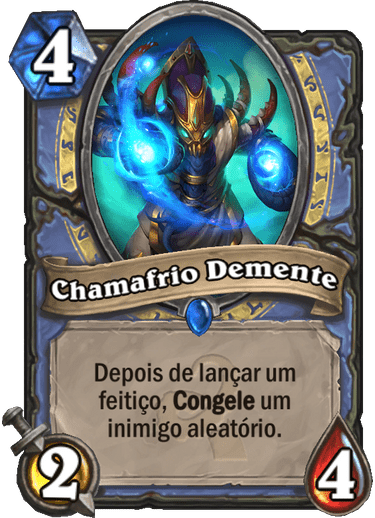 4
Chamafrio Demente
Depois de lançar um
feitiço, Congele um
inimigo aleatório.
2
4